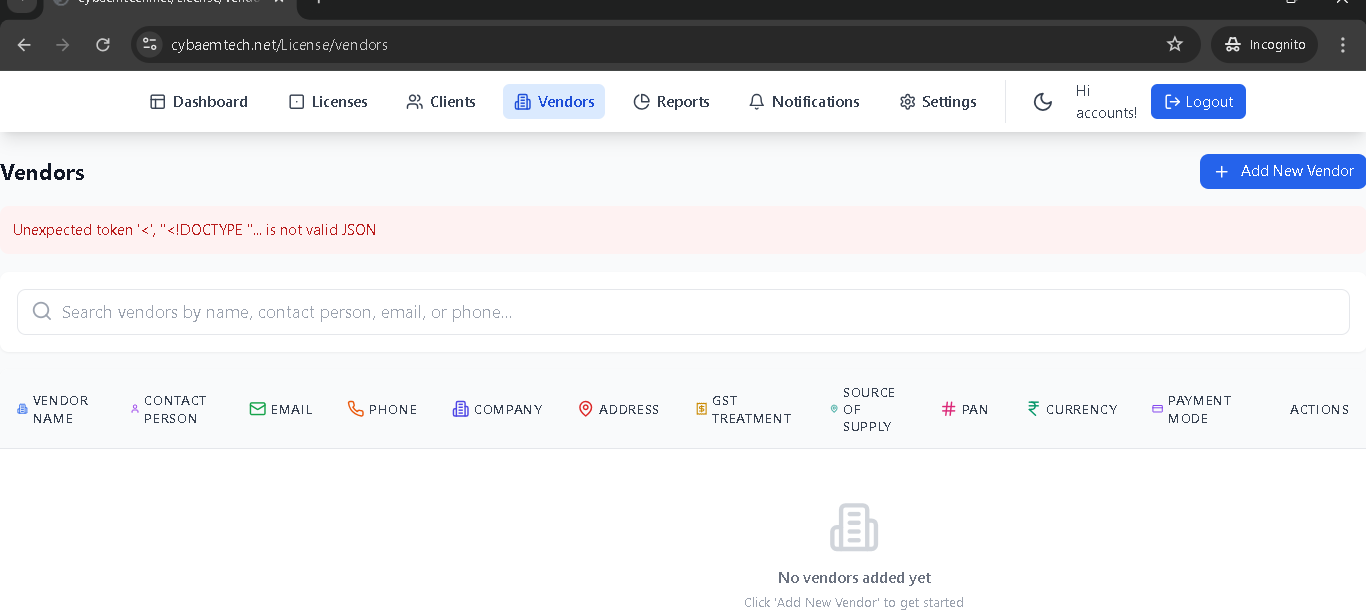 cybaemtech.net/License/vendors
Incognito
Dashboard
Licenses
Clients
Vendors
Reports
Notifications
Settings
Hi
accounts!
Logout
Vendors
Add New Vendor
Unexpected token '<', "<!DOCTYPE "... is not valid JSON
Search vendors by name, contact person, email, or phone...
VENDOR
NAME
CONTACT
PERSON
EMAIL
PHONE
COMPANY
ADDRESS
GST
TREATMENT
SOURCE
OF
SUPPLY
PAN
CURRENCY
PAYMENT
MODE
ACTIONS
No vendors added yet
Click 'Add New Vendor' to get started